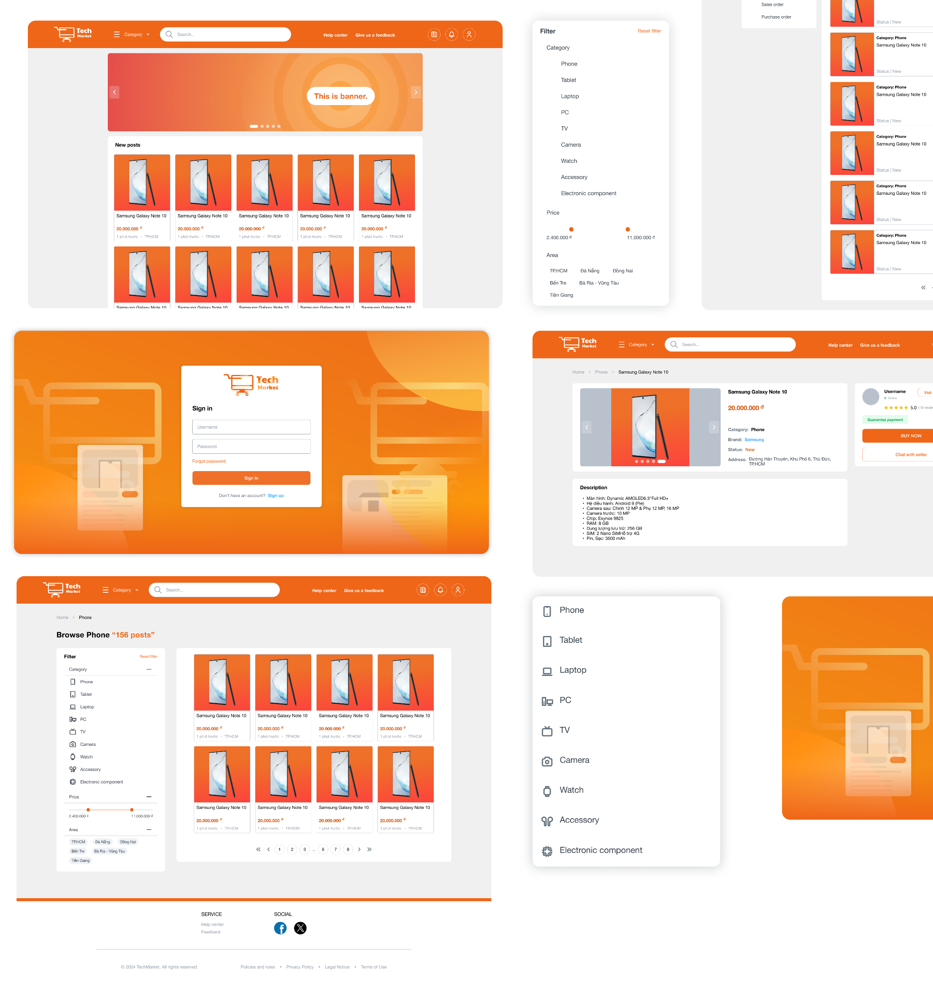 Tech
Market
Category
Search...
Help center
Give us a feedback
This is banner.
New posts
Samsung Galaxy Note 10
Samsung Galaxy Note 10
Samsung Galaxy Note 10
Samsung Galaxy Note 10
Samsung Galaxy Note 10
20.000.000 đ
20.000.000 đ
20.000.000 đ
20.000.000 đ
20.000.000 đ
1 phút trước • TP.HCM
1 phút trước • TP.HCM
1 phút trước • TP.HCM
1 phút trước • TP.HCM
1 phút trước • TP.HCM
Samsung Galaxy Note 10
Samsung Galaxy Note 10
Samsung Galaxy Note 10
Samsung Galaxy Note 10
Samsung Galaxy Note 10
Filter
Reset filter
Category
Phone
Tablet
Laptop
PC
TV
Camera
Watch
Accessory
Electronic component
Price
2.400.000 đ
11.000.000 đ
Area
TP.HCM
Đà Nẵng
Đồng Nai
Bến Tre
Bà Rịa - Vũng Tàu
Tiền Giang
Sales order
Purchase order
Status | New
Category: Phone
Samsung Galaxy Note 10
Status | New
Category: Phone
Samsung Galaxy Note 10
Status | New
Category: Phone
Samsung Galaxy Note 10
Status | New
Category: Phone
Samsung Galaxy Note 10
Status | New
Category: Phone
Samsung Galaxy Note 10
Status | New
Tech
Market
Sign in
Username
Password
Forgot password
Sign In
Don't have an account? Sign up
Tech
Market
Category
Search...
Help center
Give us a feedback
Home
Phone
Samsung Galaxy Note 10
Samsung Galaxy Note 10
20.000.000 đ
Category: Phone
Brand: Samsung
Status: New
Address: Đường Hàn Thuyên, Khu Phố 6, Thủ Đức,
TP.HCM
Username
Visit
Online
5.0 (18 review
Guarantee payment
BUY NOW
Chat with seller
Description
• Màn hình: Dynamic AMOLED6.3"Full HD+
• Hệ điều hành: Android 9 (Pie)
• Camera sau: Chính 12 MP & Phụ 12 MP, 16 MP
• Camera trước: 10 MP
• Chip: Exynos 9825
• RAM: 8 GB
• Dung lượng lưu trữ: 256 GB
• SIM: 2 Nano SIMHỗ trợ 4G
• Pin, Sạc: 3500 mAh
Tech
Market
Category
Search...
Help center
Give us a feedback
Home
Phone
Browse Phone “156 posts”
Filter
Reset filter
Category
Phone
Tablet
Laptop
PC
TV
Camera
Watch
Accessory
Electronic component
Price
2.400.000 đ
11.000.000 đ
Area
TP.HCM
Đà Nẵng
Đồng Nai
Bến Tre
Bà Rịa - Vũng Tàu
Tiền Giang
Samsung Galaxy Note 10
Samsung Galaxy Note 10
Samsung Galaxy Note 10
Samsung Galaxy Note 10
20.000.000 đ
20.000.000 đ
20.000.000 đ
20.000.000 đ
1 phút trước • TP.HCM
1 phút trước • TP.HCM
1 phút trước • TP.HCM
1 phút trước • TP.HCM
Samsung Galaxy Note 10
Samsung Galaxy Note 10
Samsung Galaxy Note 10
Samsung Galaxy Note 10
20.000.000 đ
20.000.000 đ
20.000.000 đ
20.000.000 đ
1 phút trước • TP.HCM
1 phút trước • TP.HCM
1 phút trước • TP.HCM
1 phút trước • TP.HCM
1 2 3 ... 6 7 8
Phone
Tablet
Laptop
PC
TV
Camera
Watch
Accessory
Electronic component
SERVICE
Help center
Feedback
SOCIAL
© 2024 TechMarket. All rights reserved.
Policies and rules • Privacy Policy • Legal Notice • Terms of Use